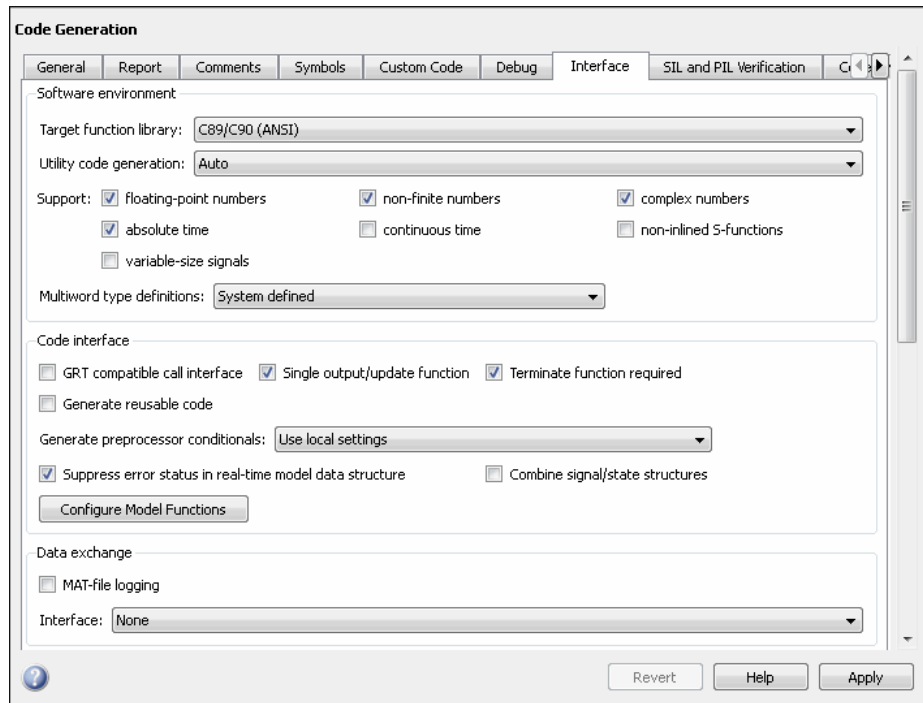 Code Generation
General Report Comments Symbols Custom Code Debug Interface SIL and PIL Verification
Software environment
Target function library: C89/C90 (ANSI)
Utility code generation: Auto
Support: floating-point numbers non-finite numbers complex numbers
absolute time continuous time non-inlined S-functions
variable-size signals
Multiword type definitions: System defined
Code interface
GRT compatible call interface Single output/update function Terminate function required
Generate reusable code
Generate preprocessor conditionals: Use local settings
Suppress error status in real-time model data structure Combine signal/state structures
Configure Model Functions
Data exchange
MAT-file logging
Interface: None
Revert Help Apply